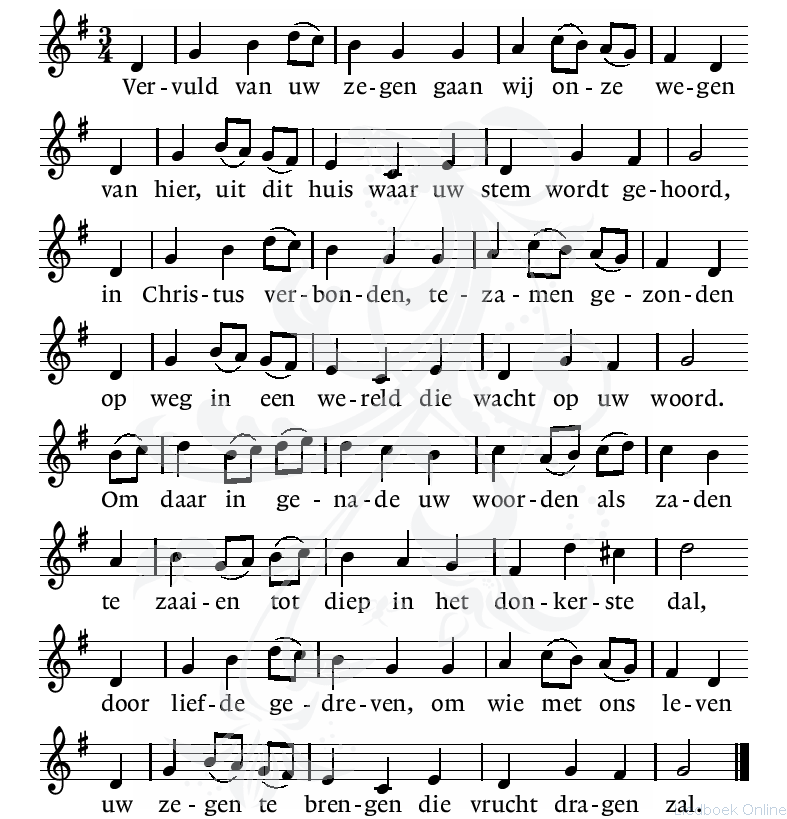 Ver-vuld van uw ze-gen gaan wij on-ze we-gen
van hier, uit dit huis waar uw stem wordt ge-hoord,
in Chris-tus ver-bon-den, te-za-men ge-zon-den
op weg in een we-reld die wacht op uw woord.
Om daar in ge-na-de uw woor-den als za-den
te zaai-en tot diep in het don-ker-ste dal,
door lief-de ge-dre-ven, om wie met ons le-ven
uw ze-gen te bren-gen die vrucht dra-gen zal.
Liedboek Online